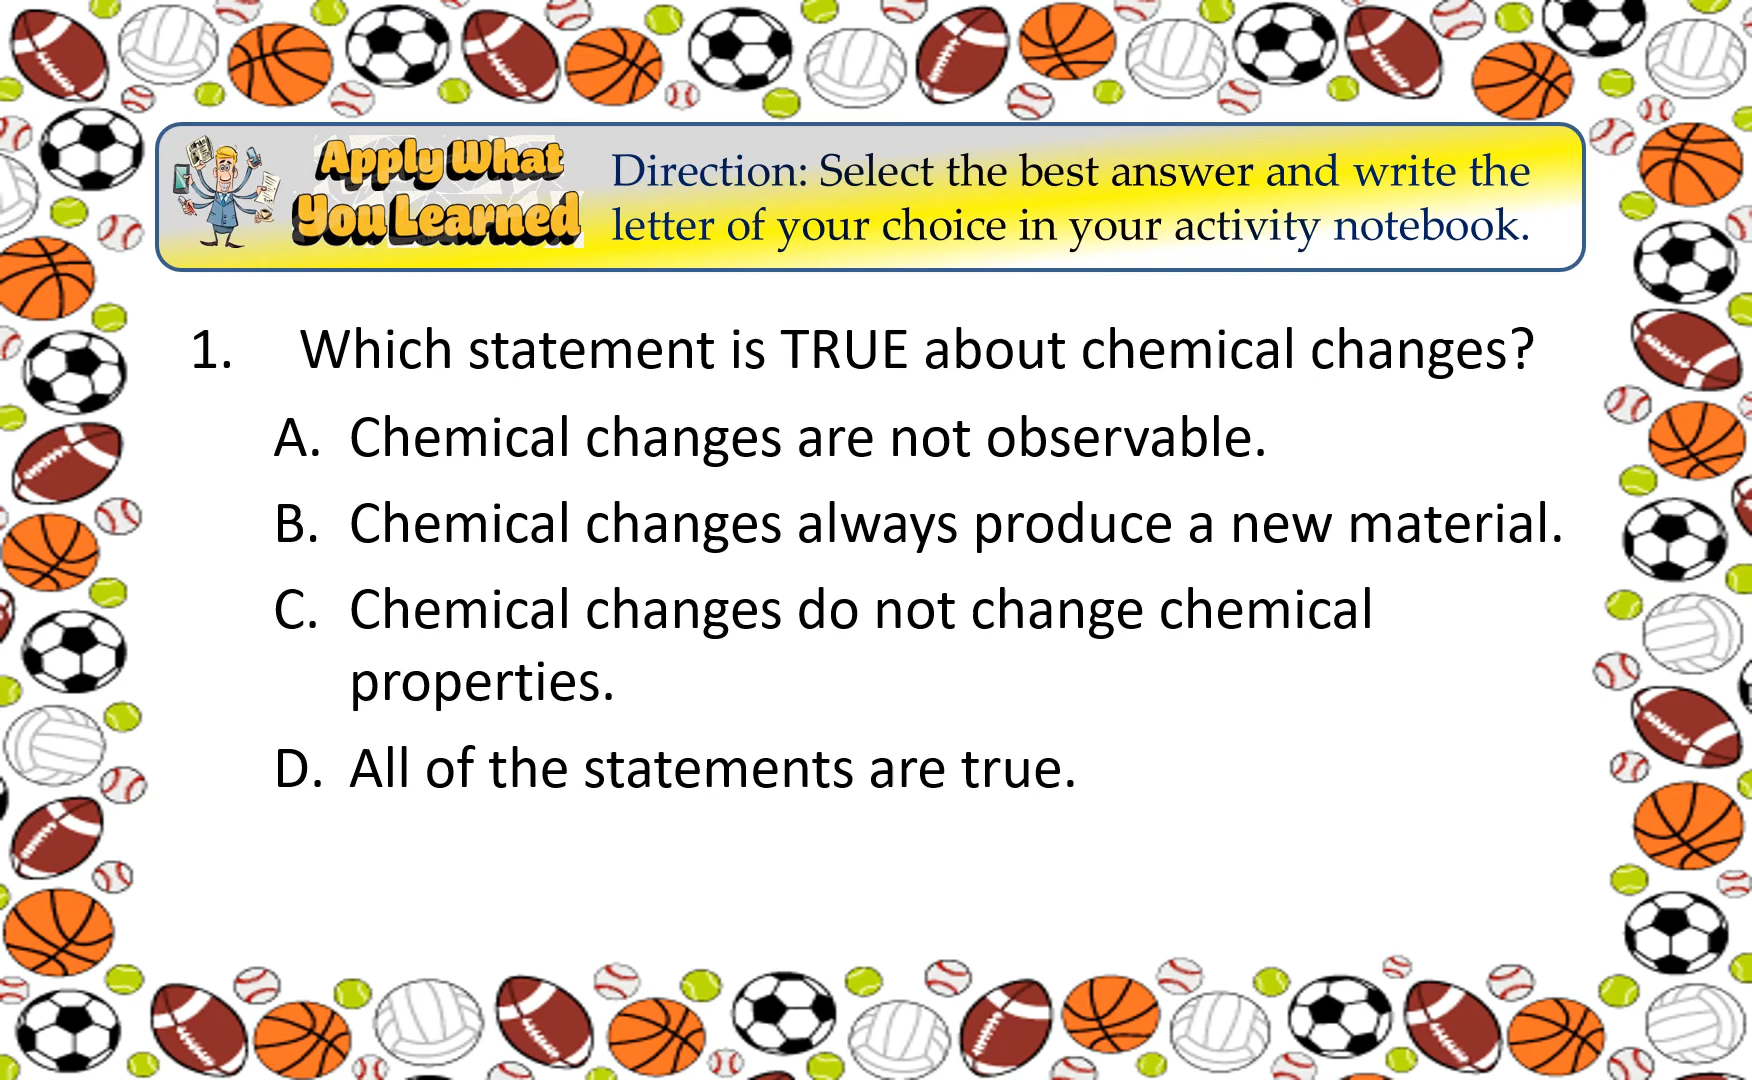 Apply What
You Learned
Direction: Select the best answer and write the
letter of your choice in your activity notebook.
1. Which statement is TRUE about chemical changes?
A. Chemical changes are not observable.
B. Chemical changes always produce a new material.
C. Chemical changes do not change chemical
properties.
D. All of the statements are true.